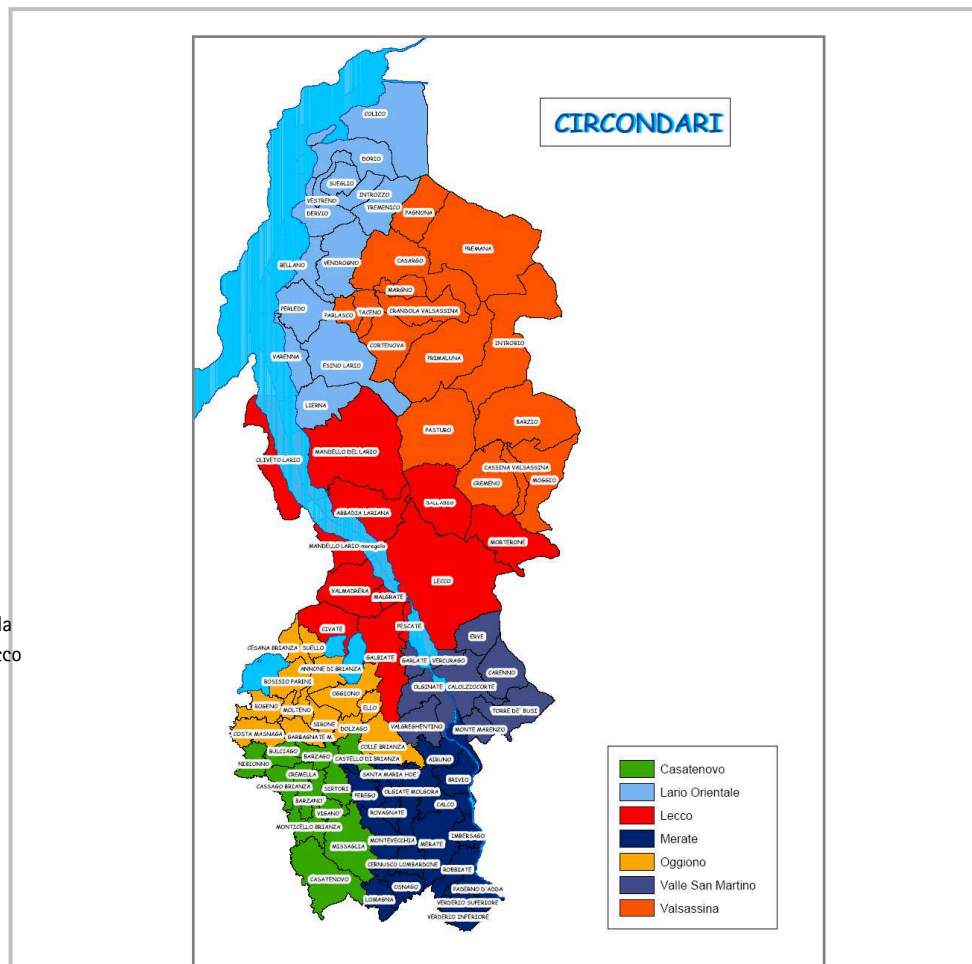 CIRCONDARI
COLICO
DORIO
SUEGLIO
INTROZZO
VESTRENO
TREMENICO
DERVIO
PAGNONA
PREMANA
BELLANO
VENDROGNO
CASARGO
MARGNO
PERLEDO
PARLASCO
TACENO
CRANDOLA VALSASSINA
CORTENOVA
INTROBIO
VARENNA
ESINO LARIO
PRIMALUNA
LIERNA
PASTURO
BARZIO
OLIVETO LARIO
MANDELLO DEL LARIO
CASSINA VALSASSINA
CREMENO
MOGGIO
BALLABIO
ABBADIA LARIANA
MORTERONE
MANDELLO LARIO-maregallo
LECCO
VALMADRERA
MALGRATE
la
CIVATE
PESCATE
ERVE
cco
CESANA BRIANZA
SUELLO
GALBIATE
GARLATE
VERCURAGO
ANNONE DI BRIANZA
CARENNO
BOSISIO PARINI
OGGIONO
OLGINATE
CALOLZIOCORTE
ROGENO
MOLTENO
ELLO
TORRE DE' BUSI
SIRONE
DOLZAGO
VALGREGHENTINO
MONTE MARENZO
COSTA MASNAGA
GARBAGNATE M.
COLLE BRIANZA
BULCIAGO
BARZAGO
CASTELLO DI BRIANZA
AIRUNO
NIBIONNO
CREMELLA
SANTA MARIA HOE'
BRIVIO
CASSAGO BRIANZA
SIRTORI
PEREGO
OLGIATE MOLGORA
BARZANO'
CALCO
VIGANO'
ROVAGNATE
MONTICELLO BRIANZA
IMBERSAGO
MISSAGLIA
MONTEVECCHIA
MERATE
CERNUSCO LOMBARDONE
ROBBIATE
CASATENOVO
OSNAGO
PADERNO D'ADDA
LOMAGNA
VERDERIO SUPERIORE
VERDERIO INFERIORE
Casatenovo
Lario Orientale
Lecco
Merate
Oggiono
Valle San Martino
Valsassina